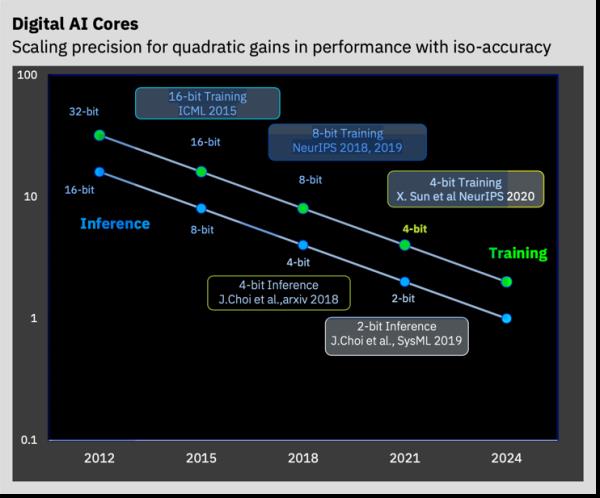 Digital AI Cores
Scaling precision for quadratic gains in performance with iso-accuracy
100
32-bit
16-bit Training
ICML 2015
16-bit
8-bit Training
NeurIPS 2018, 2019
8-bit
4-bit Training
X. Sun et al NeurIPS 2020
10
16-bit
Inference
8-bit
4-bit
Training
4-bit
4-bit Inference
J.Choi et al.,arxiv 2018
2-bit
1
2-bit Inference
J.Choi et al., SysML 2019
0.1
2012
2015
2018
2021
2024